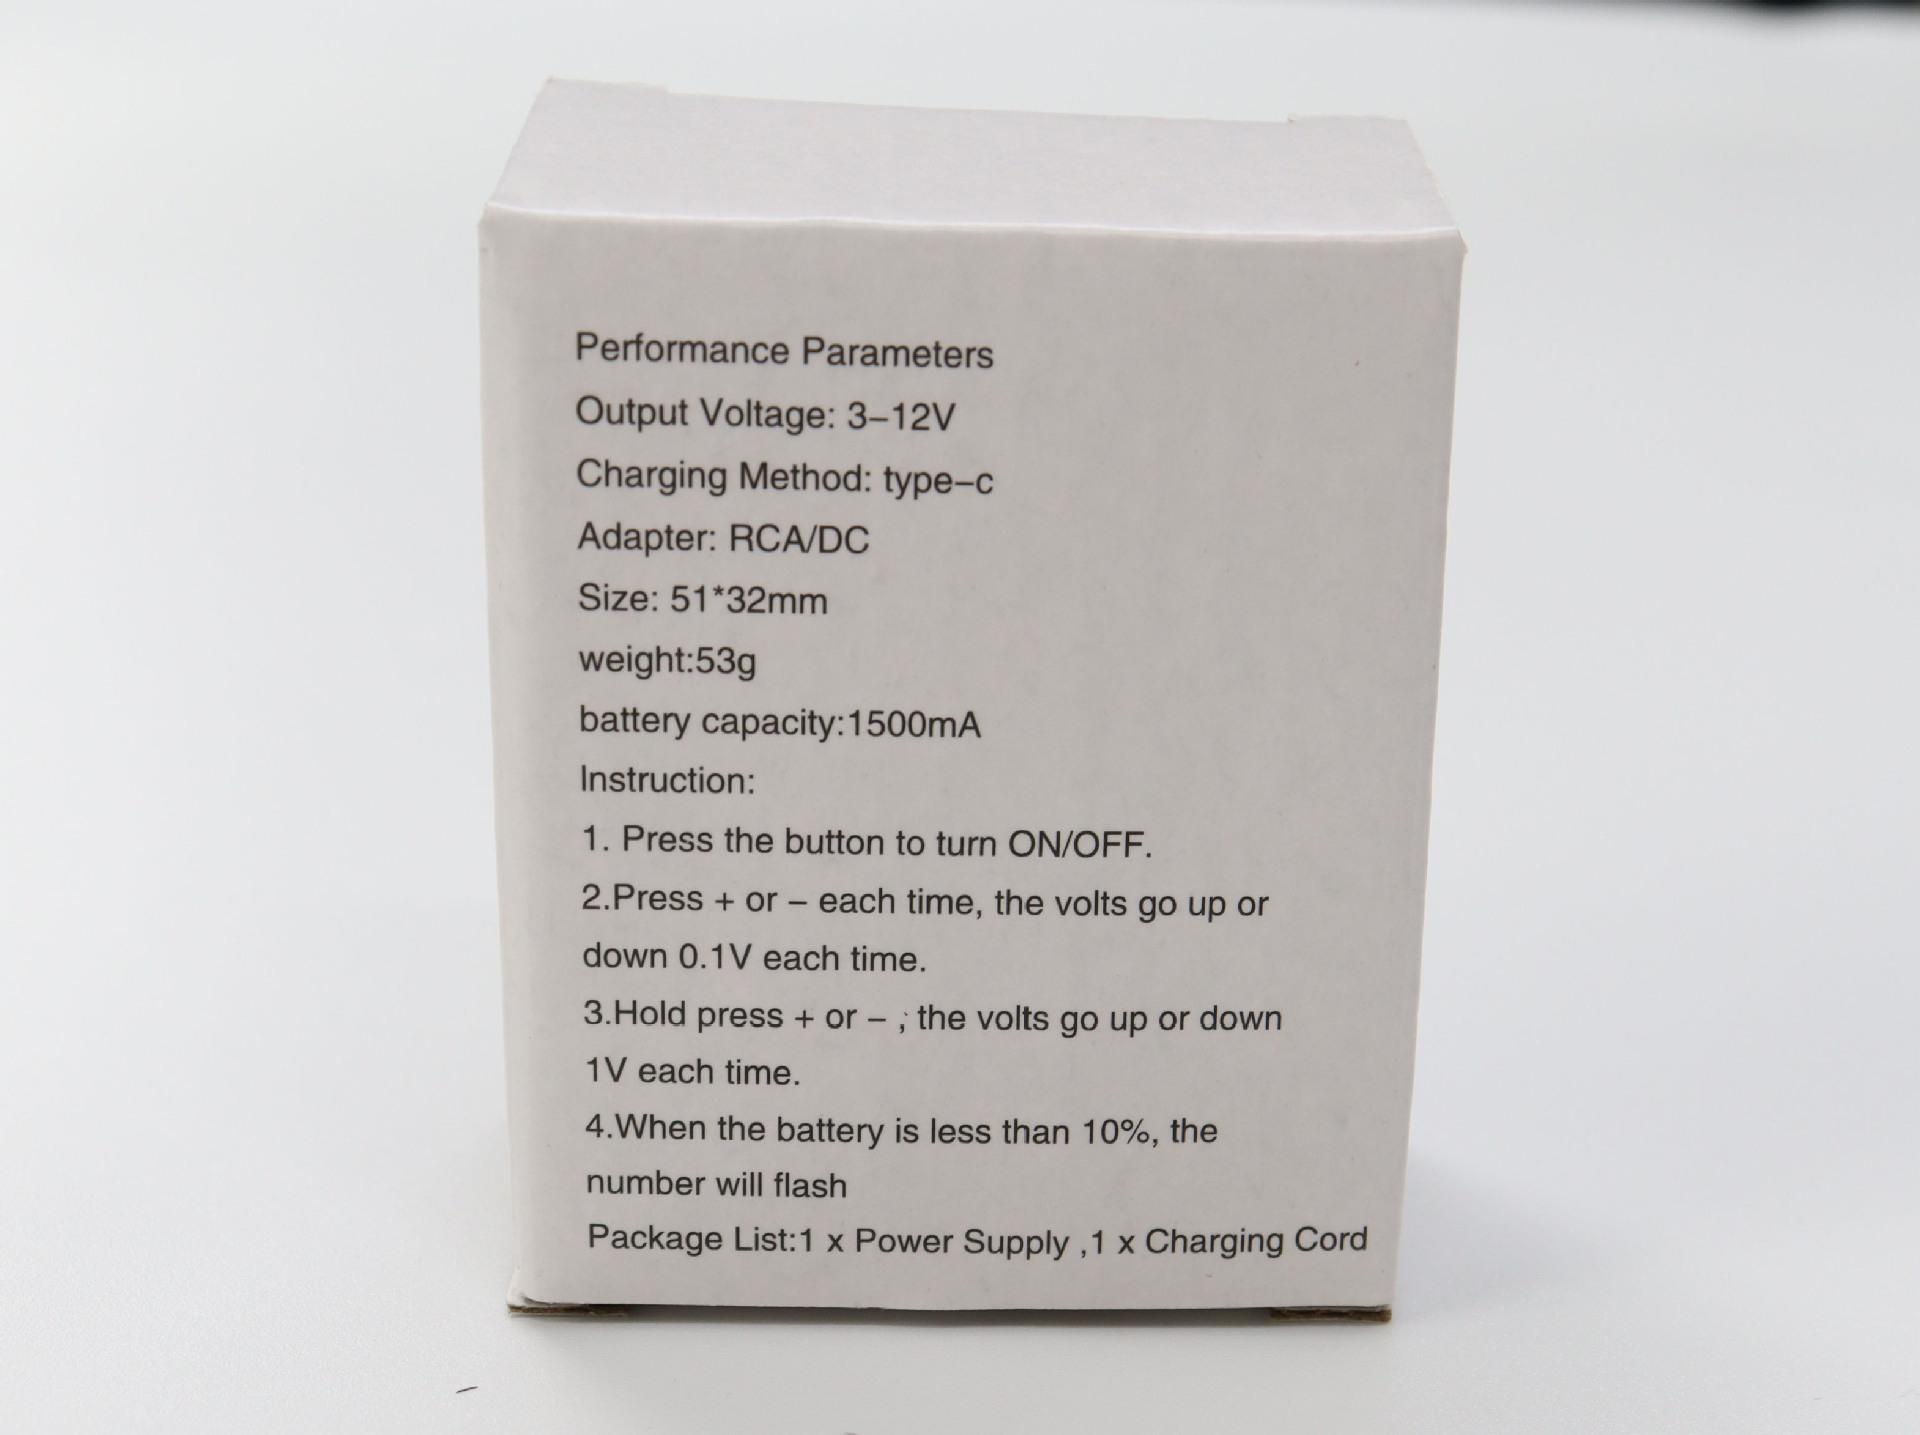 Performance Parameters
Output Voltage: 3–12V
Charging Method: type–c
Adapter: RCA/DC
Size: 51*32mm
weight:53g
battery capacity:1500mA
Instruction:
1. Press the button to turn ON/OFF.
2.Press + or – each time, the volts go up or
down 0.1V each time.
3.Hold press + or – , the volts go up or down
1V each time.
4.When the battery is less than 10%, the
number will flash
Package List:1 x Power Supply ,1 x Charging Cord